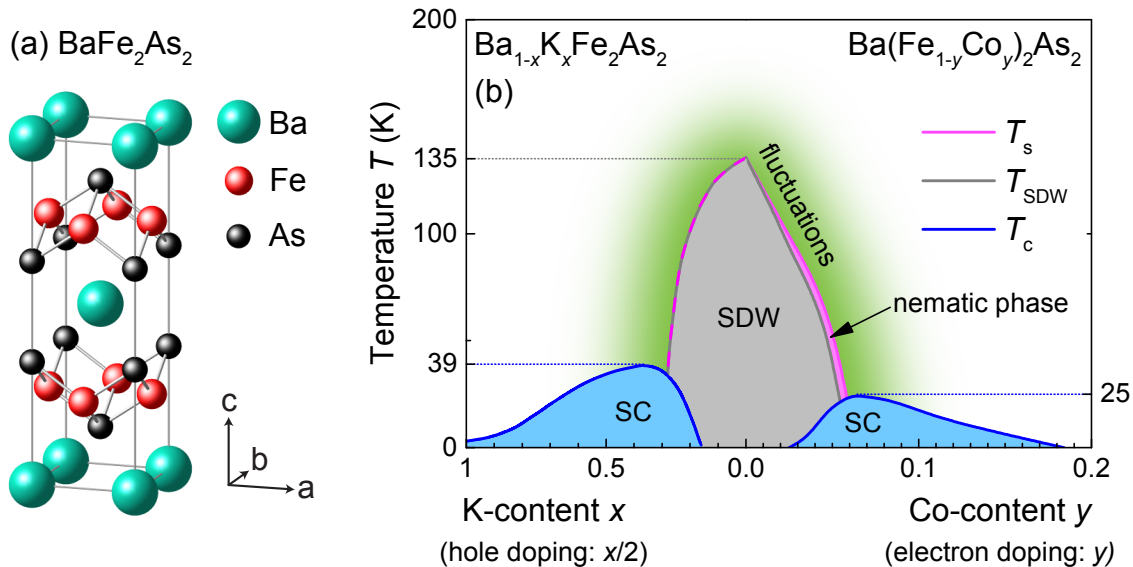 (a) BaFe₂As₂
Ba
Fe
As
c
b
a
Ba₁₋ₓKₓFe₂As₂
Ba(Fe₁₋yCoy)₂As₂
(b)
Temperature T (K)
200
135
100
39
0
25
fluctuations
Ts
TSDW
Tc
nematic phase
SDW
SC
SC
1
0.5
0.0
0.1
0.2
K-content x
Co-content y
(hole doping: x/2)
(electron doping: y)